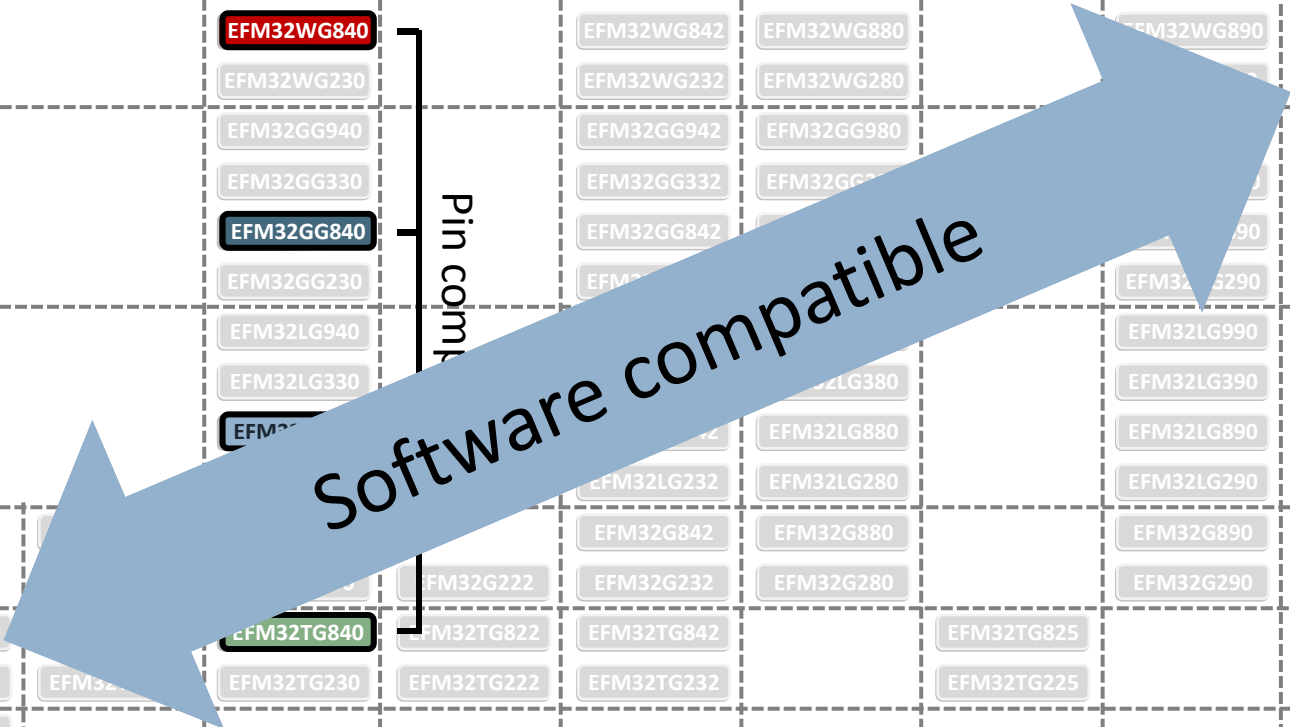 EFM32WG840 EFM32WG842 EFM32WG880 EFM32WG890
EFM32WG230 EFM32WG232 EFM32WG280
EFM32GG940 EFM32GG942 EFM32GG980
EFM32GG330 EFM32GG332
EFM32GG840 EFM32GG842
EFM32GG230
EFM32LG940 EFM32LG990
EFM32LG330 EFM32LG390
EFM32LG880 EFM32LG890
EFM32LG232 EFM32LG280 EFM32LG290
EFM32G842 EFM32G880 EFM32G890
EFM32G222 EFM32G232 EFM32G280 EFM32G290
EFM32TG840 EFM32TG822 EFM32TG842 EFM32TG825
EFM32TG230 EFM32TG222 EFM32TG232 EFM32TG225
Pin
Software compatible